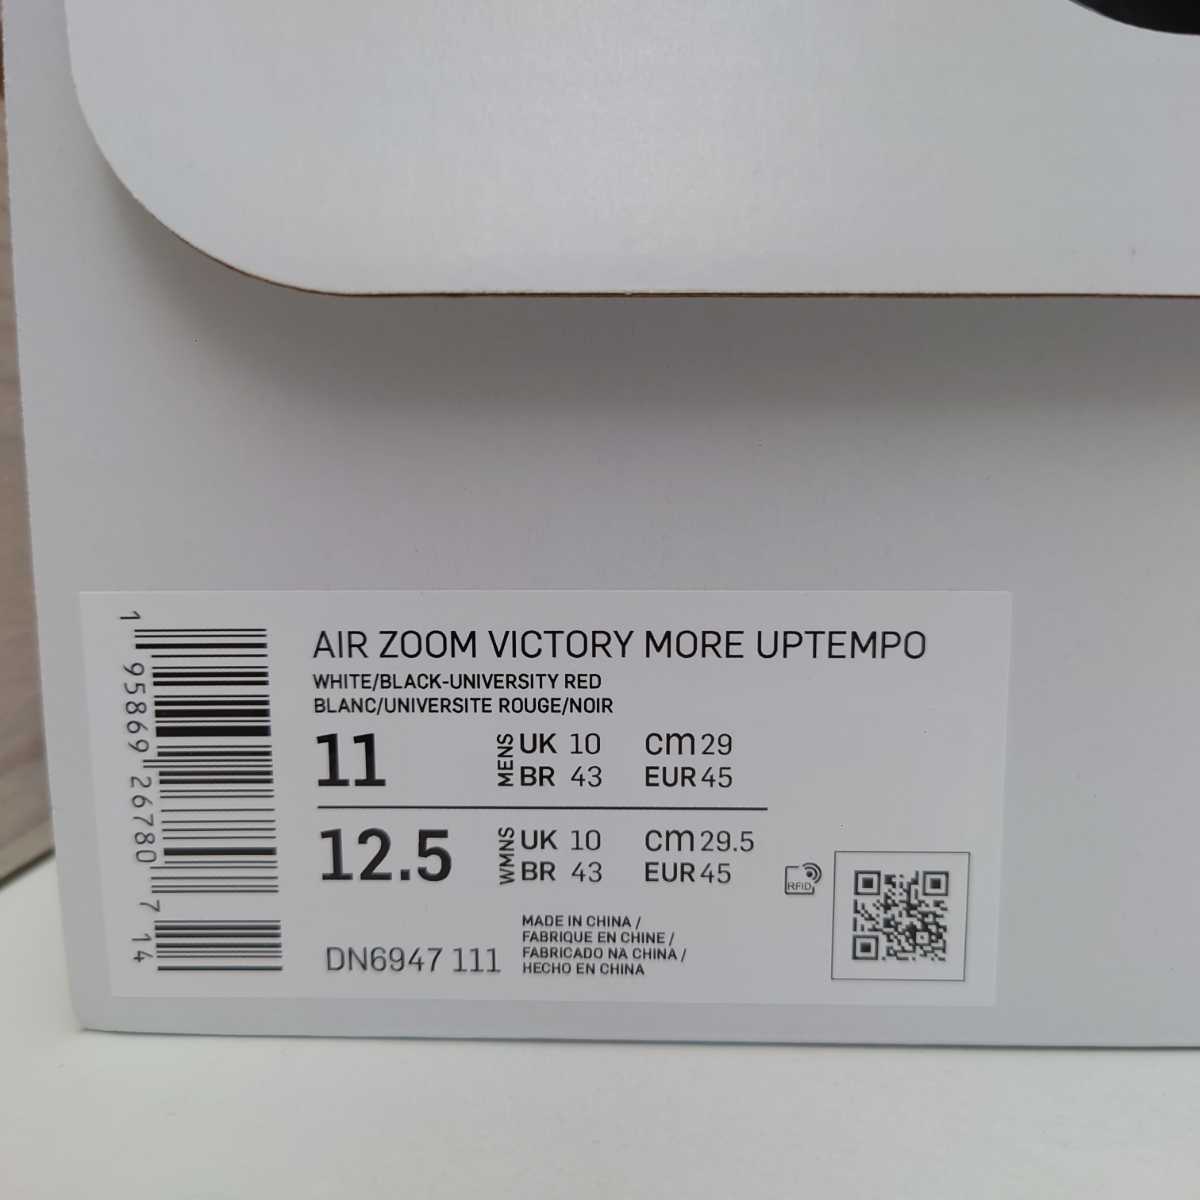 AIR ZOOM VICTORY MORE UPTEMPO
WHITE/BLACK-UNIVERSITY RED
BLANC/UNIVERSITE ROUGE/NOIR
11 MENS UK 10 cm 29
BR 43 EUR 45
12.5 WMNS UK 10 cm 29.5
BR 43 EUR 45
RFID
DN6947 111
MADE IN CHINA /
FABRIQUE EN CHINE /
FABRICADO NA CHINA /
HECHO EN CHINA
1 95869 26780 7 14